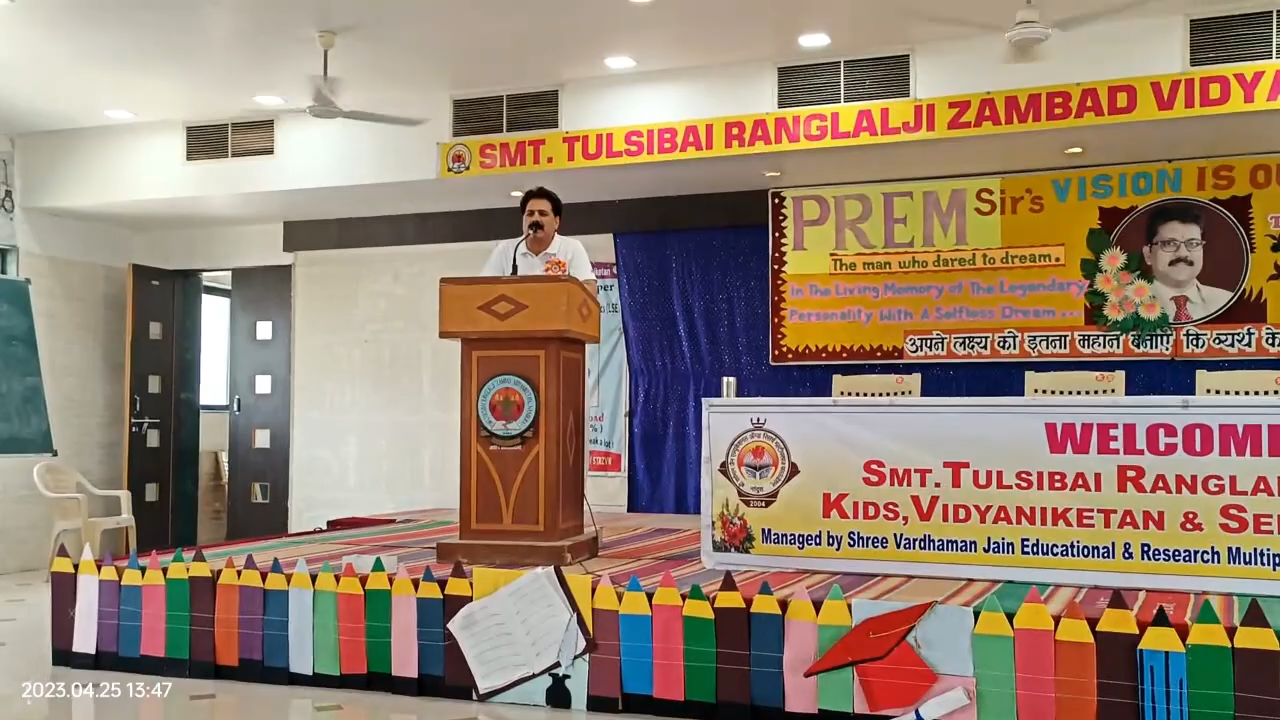 SMT. TULSIBAI RANGLALJI ZAMBAD VIDYA
PREM Sir's VISION IS OU
The man who dared to dream.
In The Living Memory of The Legendary
Personality With A Selfless Dream ...
अपने लक्ष्य को इतना महान बनाएँ कि व्यर्थ के
WELCOME
SMT.TULSIBAI RANGLA
KIDS,VIDYANIKETAN & SE
Managed by Shree Vardhaman Jain Educational & Research Multip
2004
2023.04.25 13:47